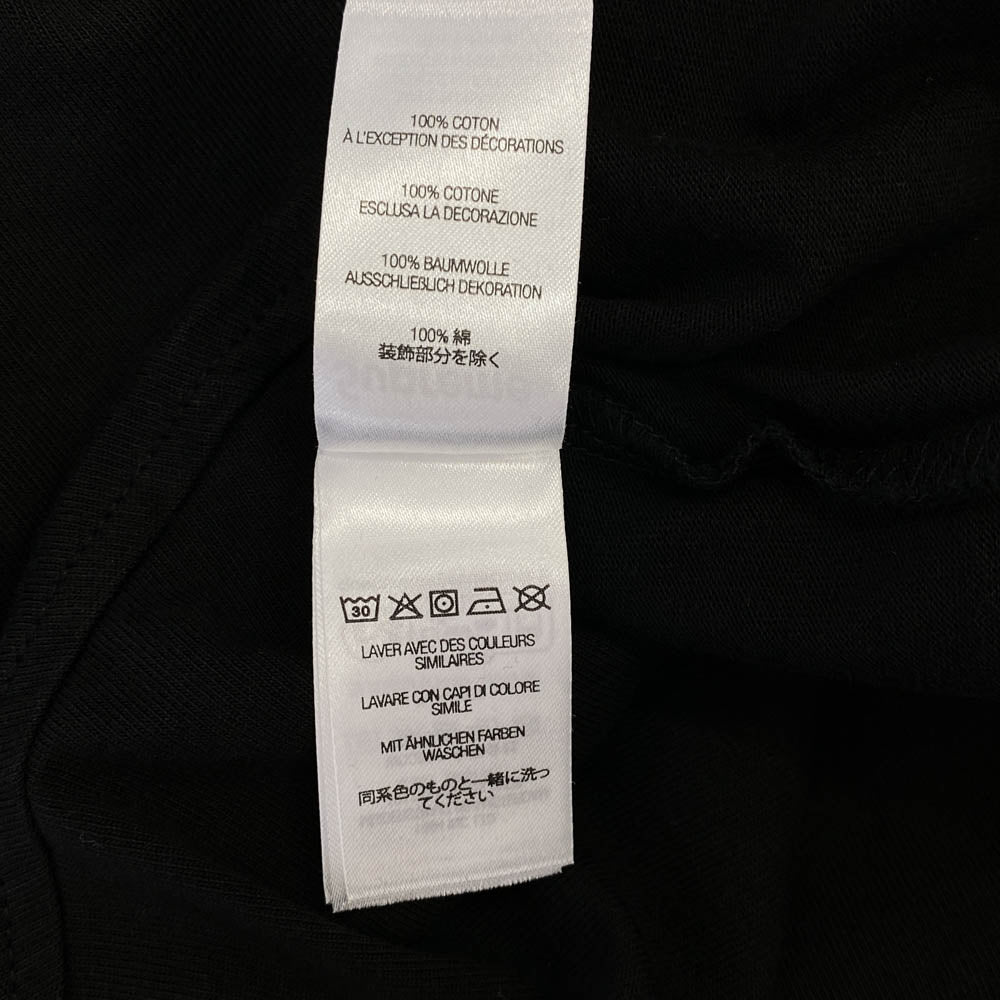 100% COTON
À L'EXCEPTION DES DÉCORATIONS
100% COTONE
ESCLUSA LA DECORAZIONE
100% BAUMWOLLE
AUSSCHLIEßLICH DEKORATION
100% 綿
装飾部分を除く
30
LAVER AVEC DES COULEURS
SIMILAIRES
LAVARE CON CAPI DI COLORE
SIMILE
MIT ÄHNLICHEN FARBEN
WASCHEN
同系色のものと一緒に洗っ
てください